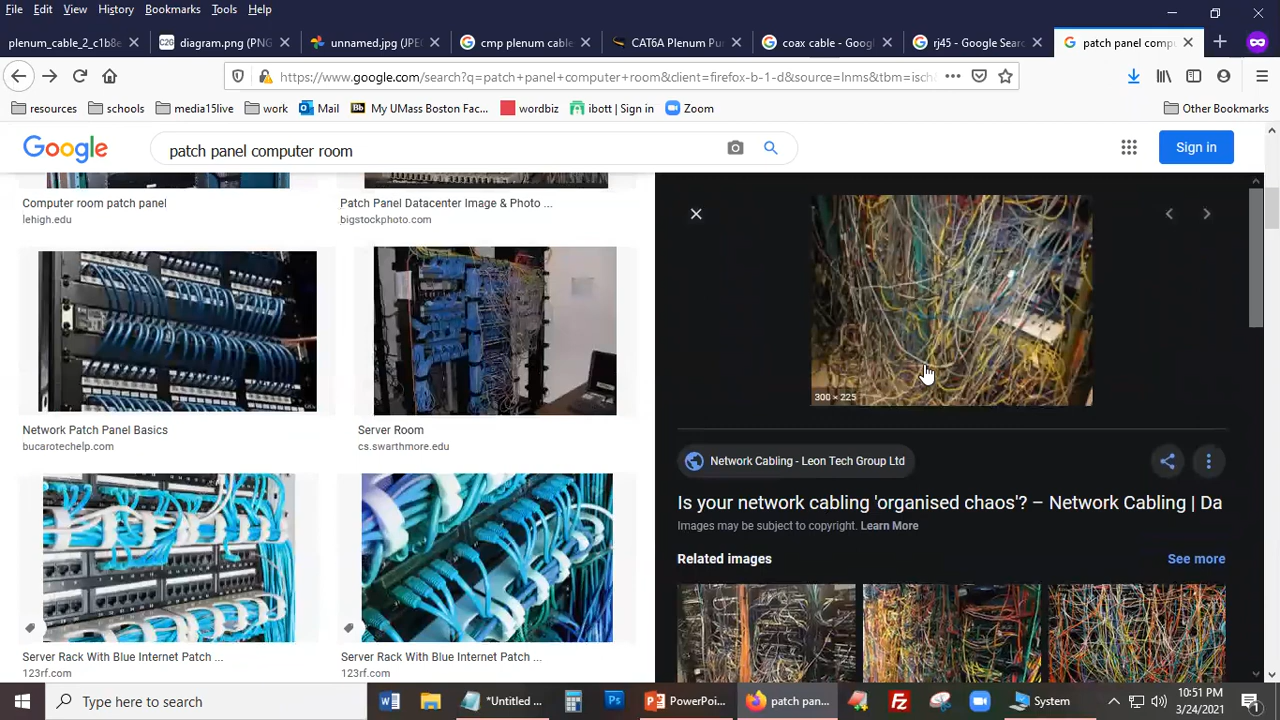 File Edit View History Bookmarks Tools Help
plenum_cable_2_c1b8e diagram.png (PNG unnamed.jpg (JPE cmp plenum cable CAT6A Plenum Pu coax cable - Goog rj45 - Google Sear patch panel comp
https://www.google.com/search?q=patch+panel+computer+room&client=firefox-b-1-d&source=lnms&tbm=isch
resources schools media15live work Mail Bb My UMass Boston Fac... wordbiz ibott | Sign in Zoom Other Bookmarks
Google patch panel computer room Sign in
Computer room patch panel
lehigh.edu
Patch Panel Datacenter Image & Photo ...
bigstockphoto.com
Network Patch Panel Basics
bucarotechelp.com
Server Room
cs.swarthmore.edu
Server Rack With Blue Internet Patch ...
123rf.com
Server Rack With Blue Internet Patch ...
123rf.com
300 × 225
Network Cabling - Leon Tech Group Ltd
Is your network cabling 'organised chaos'? – Network Cabling | Da
Images may be subject to copyright. Learn More
Related images See more
Type here to search *Untitled ... PowerPoi... patch pan... System 10:51 PM
3/24/2021